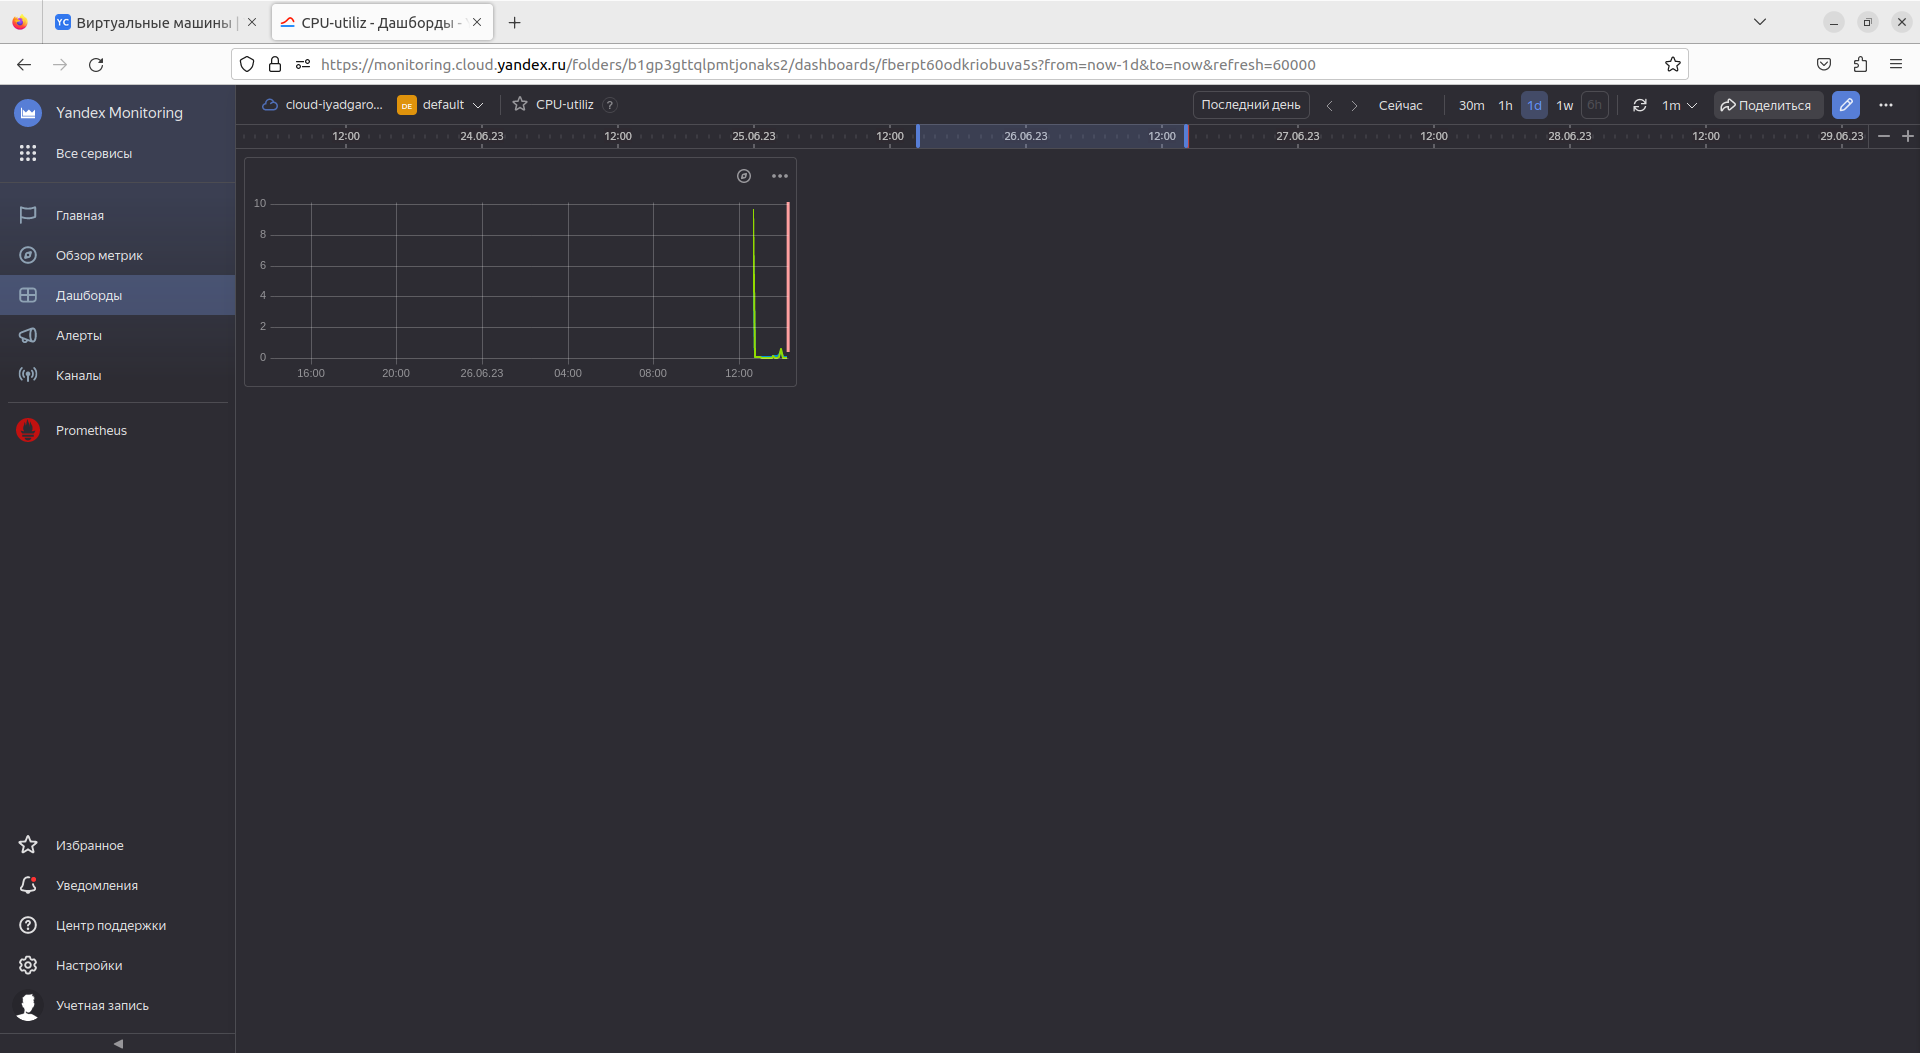 Виртуальные машины |
CPU-utiliz - Дашборды -
https://monitoring.cloud.yandex.ru/folders/b1gp3gttqlpmtjonaks2/dashboards/fberpt60odkriobuva5s?from=now-1d&to=now&refresh=60000
Yandex Monitoring
Все сервисы
Главная
Обзор метрик
Дашборды
Алерты
Каналы
Prometheus
Избранное
Уведомления
Центр поддержки
Настройки
Учетная запись
cloud-iyadgaro... DE default CPU-utiliz ? Последний день Сейчас 30m 1h 1d 1w 6h 1m Поделиться
12:00 24.06.23 12:00 25.06.23 12:00 26.06.23 12:00 27.06.23 12:00 28.06.23 12:00 29.06.23
10
8
6
4
2
0
16:00 20:00 26.06.23 04:00 08:00 12:00